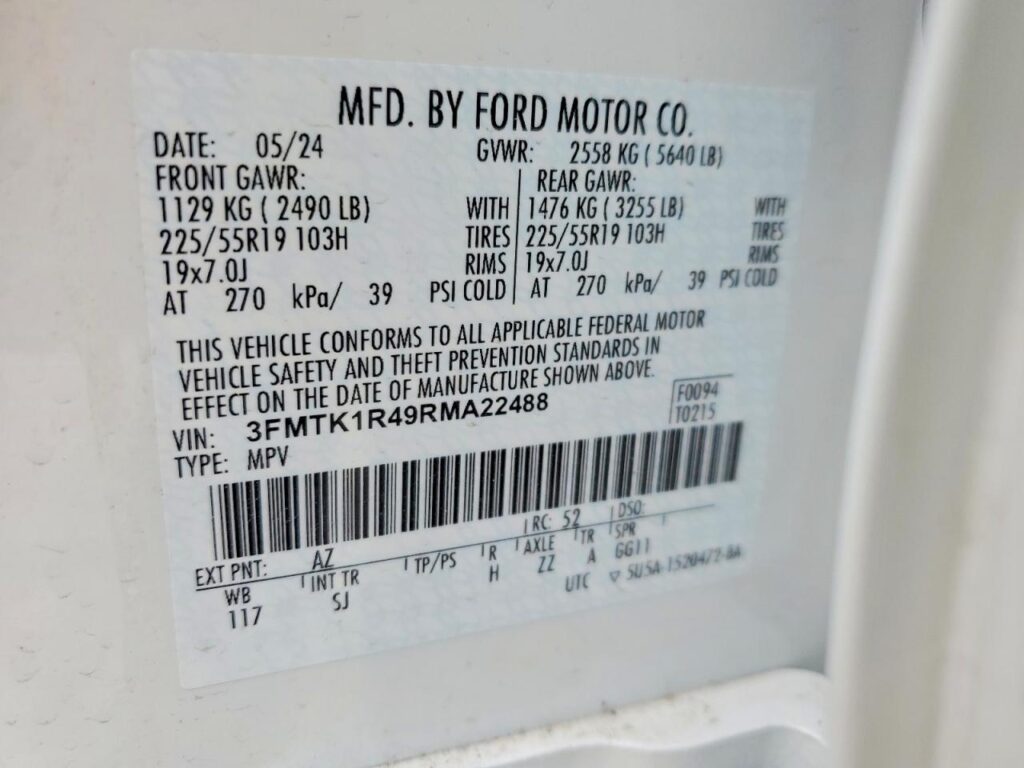 MFD. BY FORD MOTOR CO.
DATE: 05/24 GVWR: 2558 KG ( 5640 LB)
FRONT GAWR: REAR GAWR:
1129 KG ( 2490 LB) WITH 1476 KG ( 3255 LB) WITH
225/55R19 103H TIRES 225/55R19 103H TIRES
19x7.0J RIMS 19x7.0J RIMS
AT 270 kPa/ 39 PSI COLD AT 270 kPa/ 39 PSI COLD
THIS VEHICLE CONFORMS TO ALL APPLICABLE FEDERAL MOTOR
VEHICLE SAFETY AND THEFT PREVENTION STANDARDS IN
EFFECT ON THE DATE OF MANUFACTURE SHOWN ABOVE.
F0094
VIN: 3FMTK1R49RMA22488 T0215
TYPE: MPV
EXT PNT: AZ RC: 52 DSO:
WB INT TR TP/PS R AXLE TR SPR
117 SJ H ZZ A GG11
UTC ▽ SU5A-1520472-BA